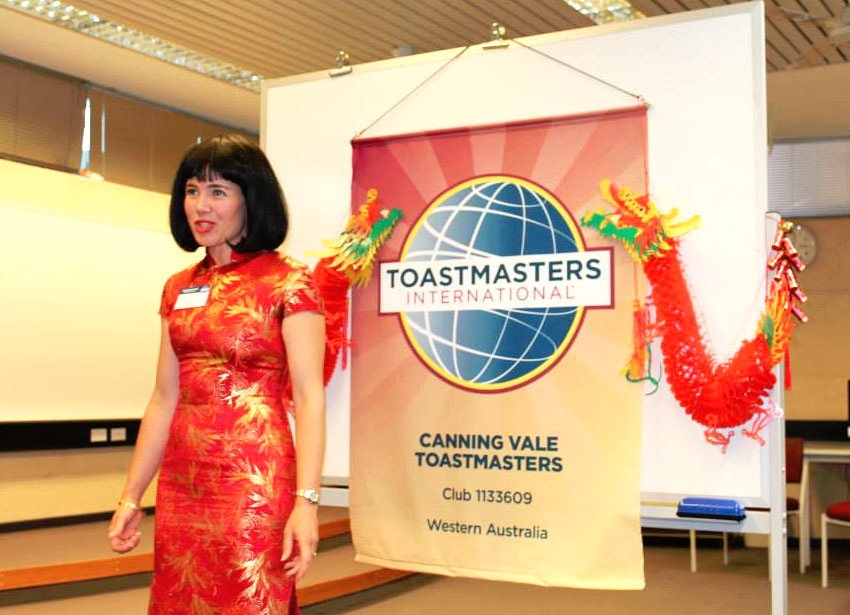 TOASTMASTERS
INTERNATIONAL
CANNING VALE
TOASTMASTERS
Club 1133609
Western Australia